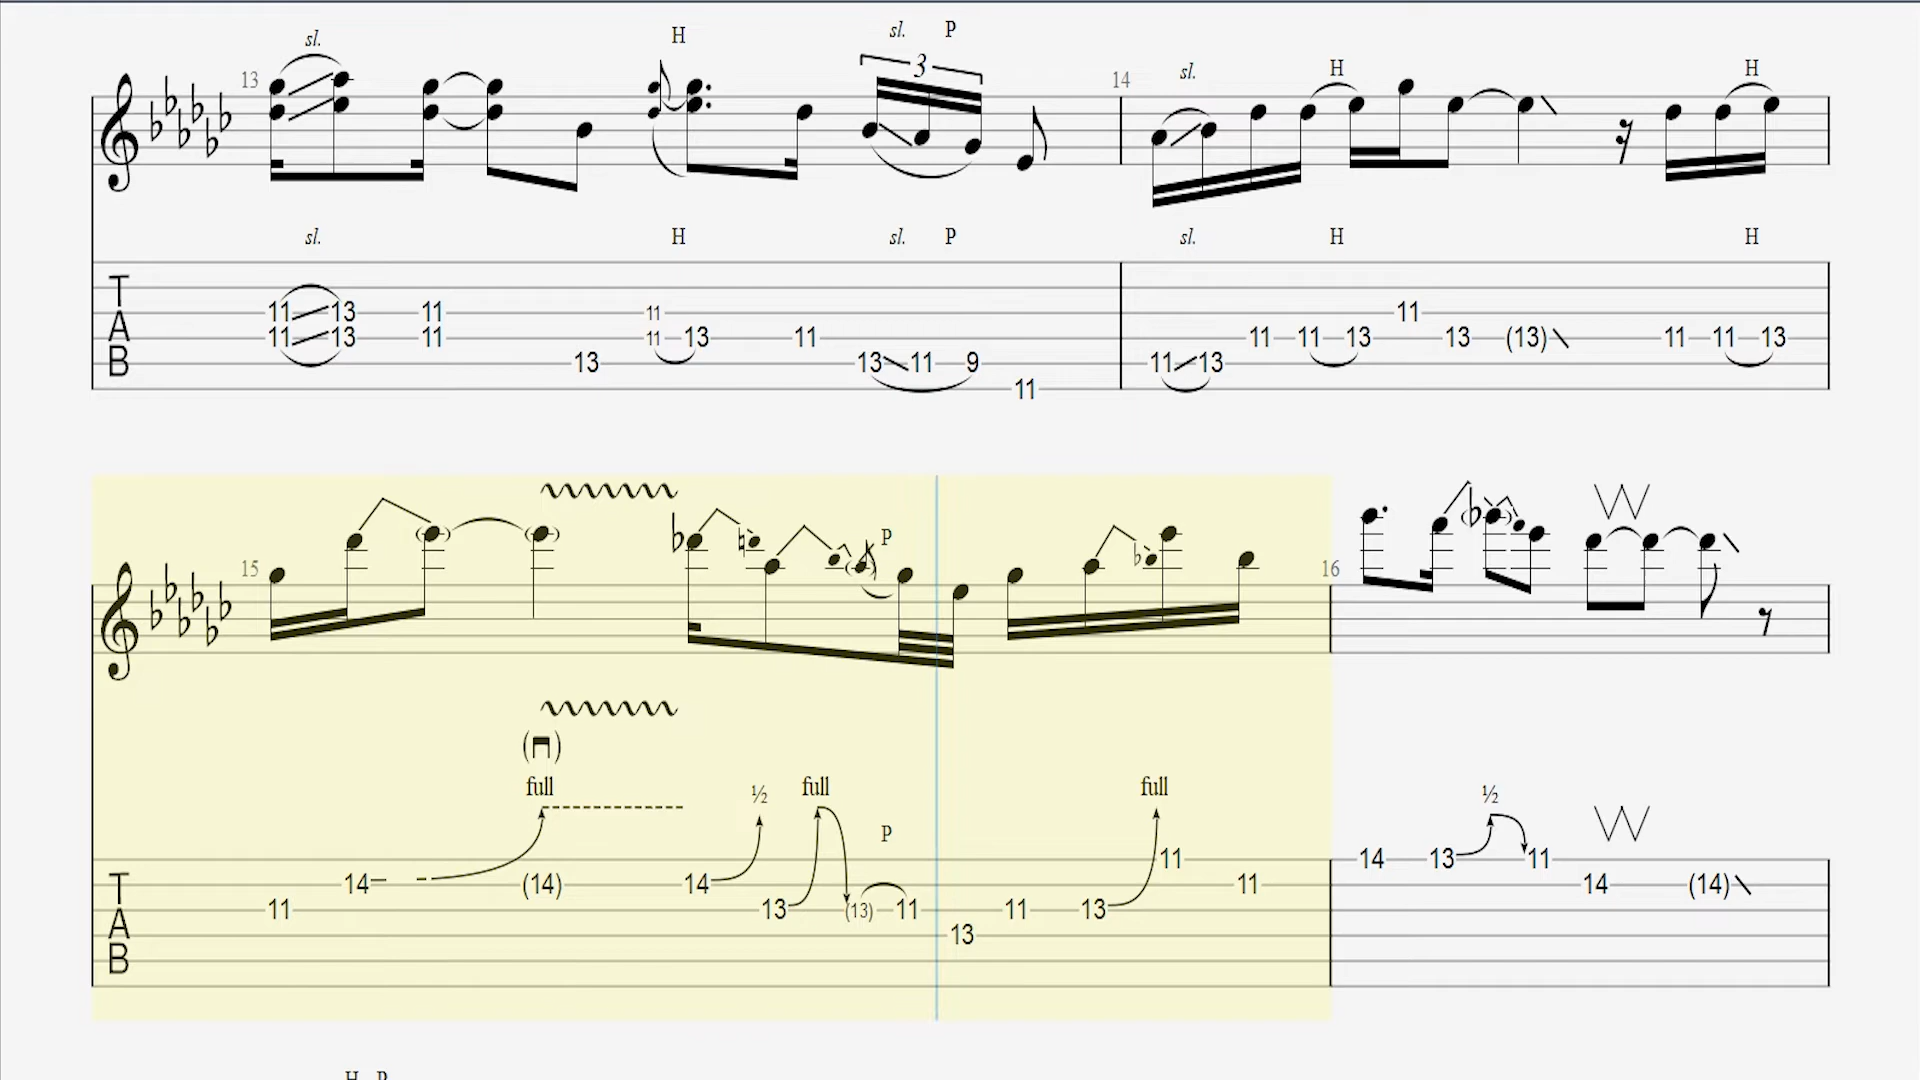 sl. H sl. P
13 3 14 sl. H H
sl. H sl. P sl. H H
T
A
B
11 13 11 11 11
11 13 11 11 13 11 11 11 13 13 (13) 11 11 13
13 13 11 9 11 13
11
P
15 16
full ½ full full ½
P
T
A
B
11 14 13 11
14 (14) 14 11 14 (14)
11 13 (13) 11 11 13
13
H P